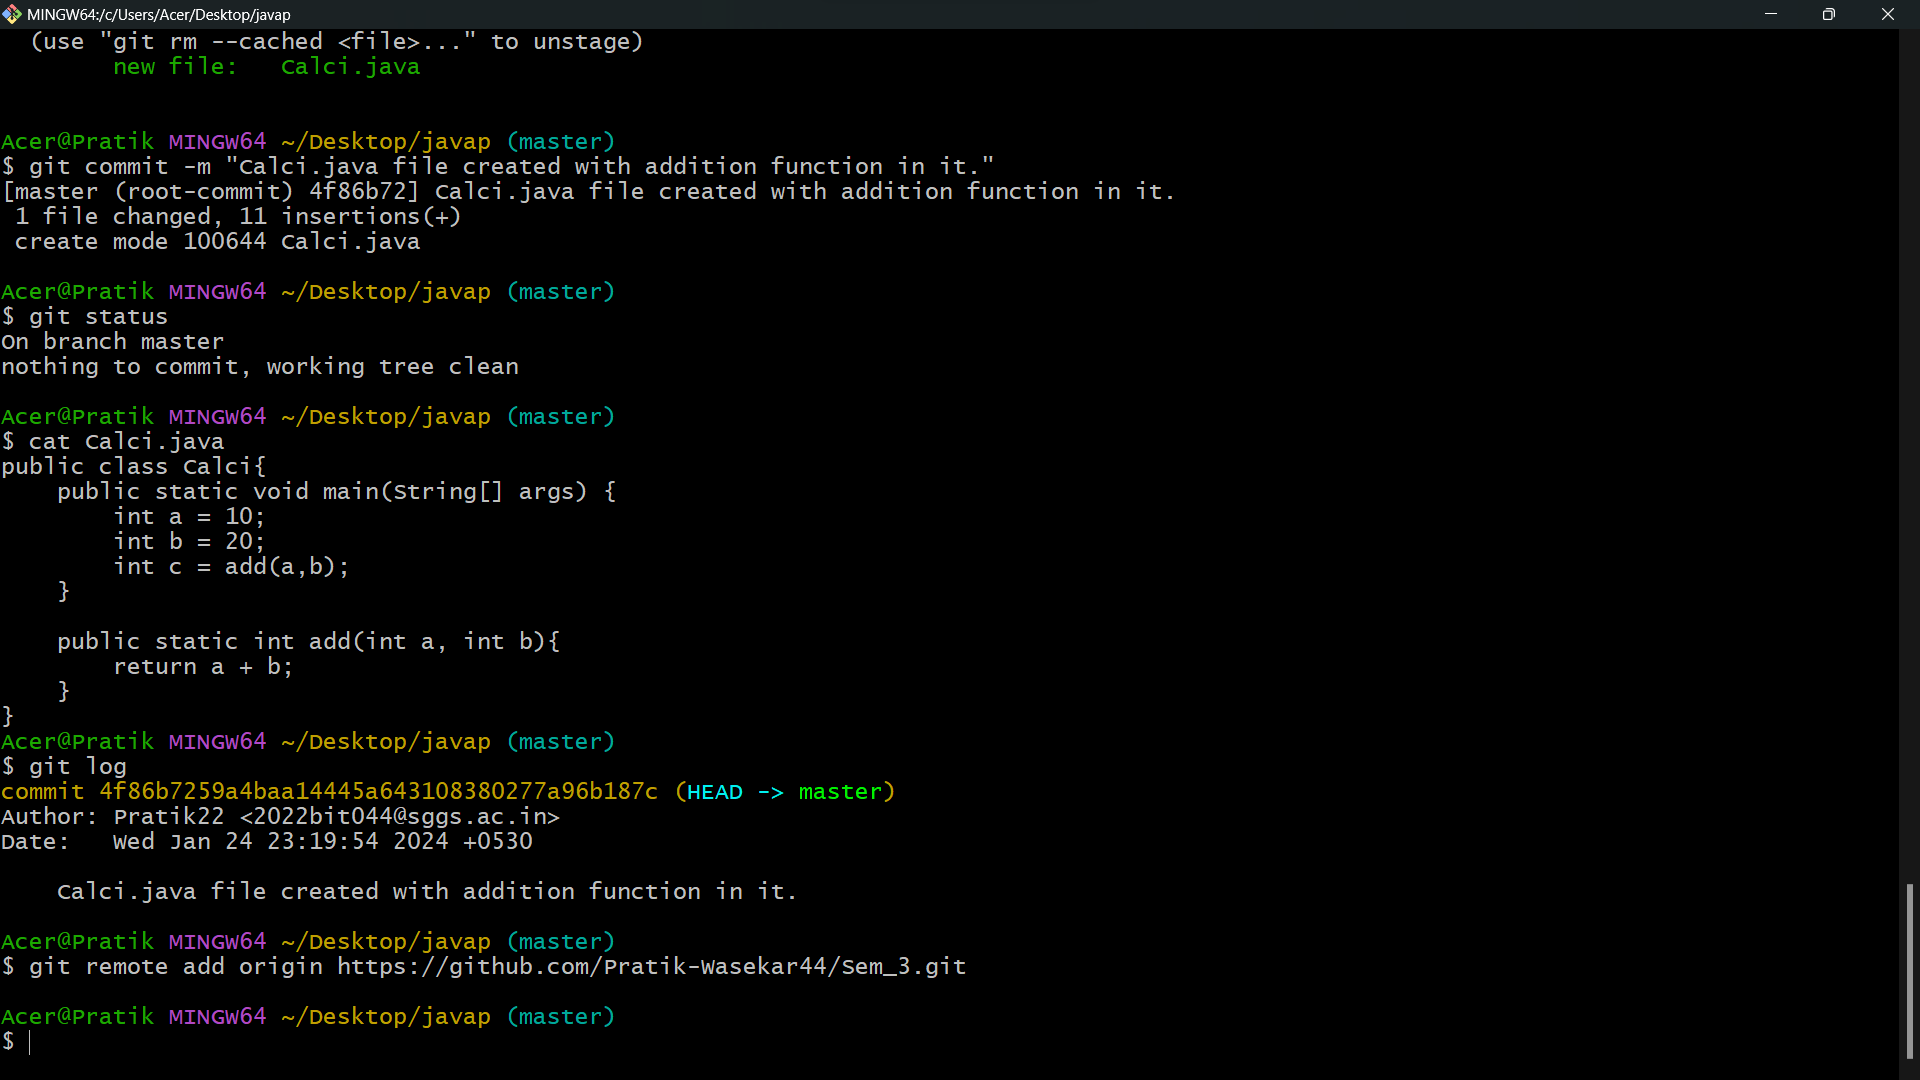 MINGW64:/c/Users/Acer/Desktop/javap
(use "git rm --cached <file>..." to unstage)
new file:   Calci.java
Acer@Pratik MINGW64 ~/Desktop/javap (master)
$ git commit -m "Calci.java file created with addition function in it."
[master (root-commit) 4f86b72] Calci.java file created with addition function in it.
1 file changed, 11 insertions(+)
create mode 100644 Calci.java
Acer@Pratik MINGW64 ~/Desktop/javap (master)
$ git status
On branch master
nothing to commit, working tree clean
Acer@Pratik MINGW64 ~/Desktop/javap (master)
$ cat Calci.java
public class Calci{
    public static void main(String[] args) {
        int a = 10;
        int b = 20;
        int c = add(a,b);
    }
    public static int add(int a, int b){
        return a + b;
    }
}
Acer@Pratik MINGW64 ~/Desktop/javap (master)
$ git log
commit 4f86b7259a4baa14445a643108380277a96b187c (HEAD -> master)
Author: Pratik22 <2022bit044@sggs.ac.in>
Date:   Wed Jan 24 23:19:54 2024 +0530
    Calci.java file created with addition function in it.
Acer@Pratik MINGW64 ~/Desktop/javap (master)
$ git remote add origin https://github.com/Pratik-Wasekar44/Sem_3.git
Acer@Pratik MINGW64 ~/Desktop/javap (master)
$